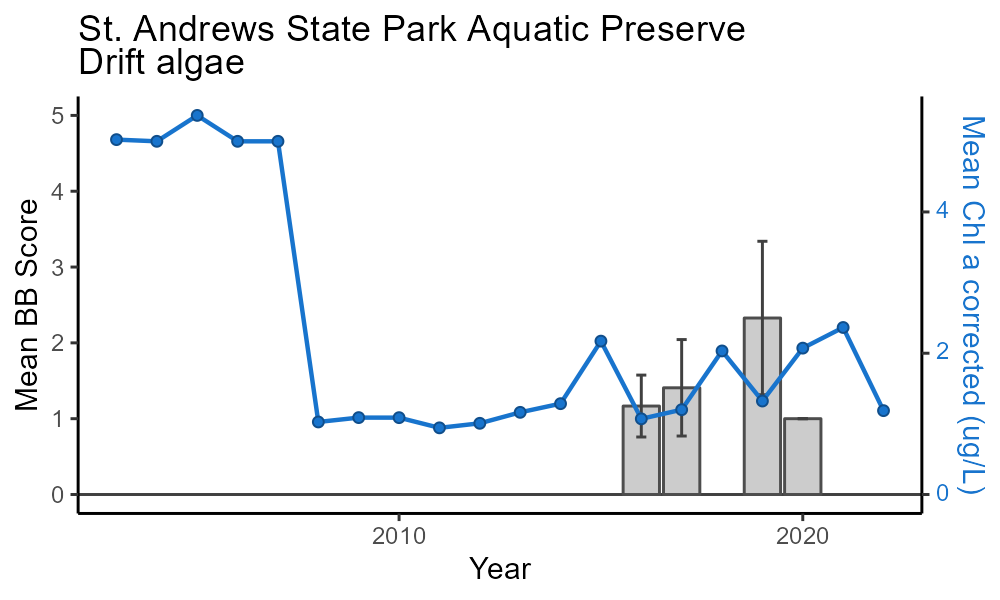 St. Andrews State Park Aquatic Preserve
Drift algae
5
4
3
2
1
0
Mean BB Score
4
2
0
Mean Chl a corrected (ug/L)
2010
2020
Year